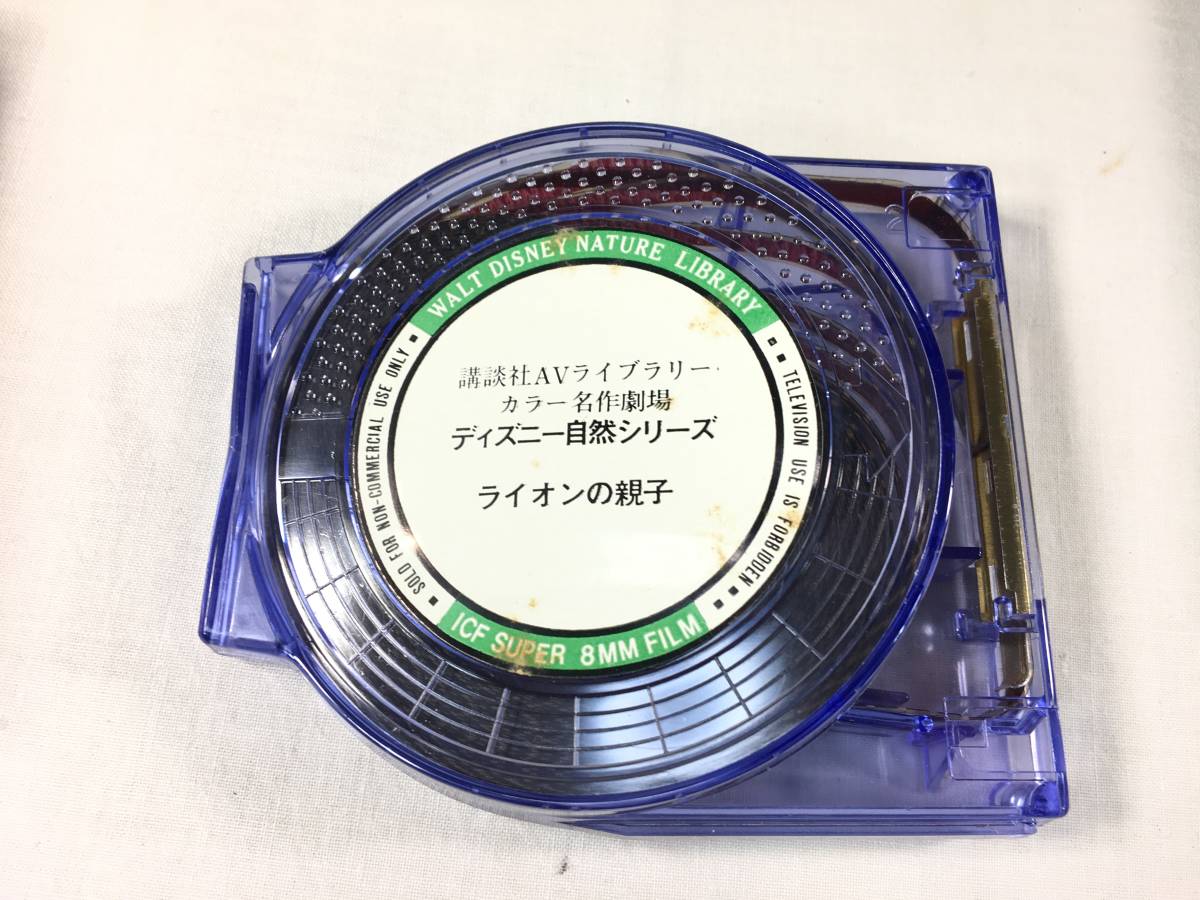 WALT DISNEY NATURE LIBRARY
講談社AVライブラリー
カラー名作劇場
ディズニー自然シリーズ
ライオンの親子
SOLD FOR NON-COMMERCIAL USE ONLY
TELEVISION USE IS FORBIDDEN
ICF SUPER 8MM FILM